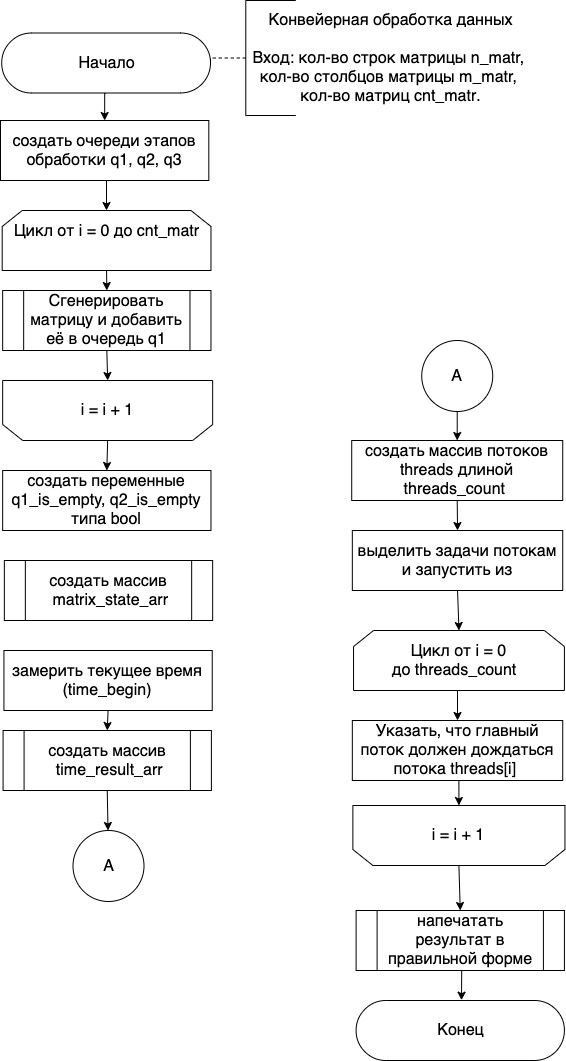 Начало
Конвейерная обработка данных
Вход: кол-во строк матрицы n_matr,
кол-во столбцов матрицы m_matr,
кол-во матриц cnt_matr.
создать очереди этапов
обработки q1, q2, q3
Цикл от i = 0 до cnt_matr
Сгенерировать
матрицу и добавить
её в очередь q1
i = i + 1
создать переменные
q1_is_empty, q2_is_empty
типа bool
создать массив
matrix_state_arr
замерить текущее время
(time_begin)
создать массив
time_result_arr
А
А
создать массив потоков
threads длиной
threads_count
выделить задачи потокам
и запустить из
Цикл от i = 0
до threads_count
Указать, что главный
поток должен дождаться
потока threads[i]
i = i + 1
напечатать
результат в
правильной форме
Конец